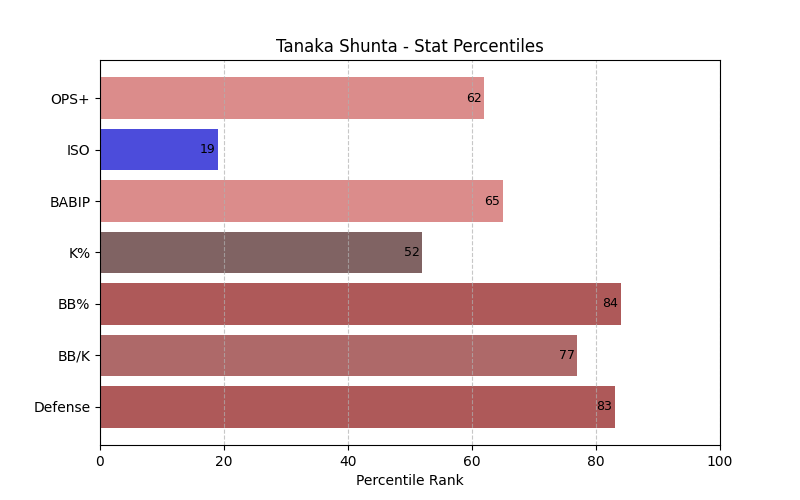 Tanaka Shunta - Stat Percentiles
OPS+ 62
ISO 19
BABIP 65
K% 52
BB% 84
BB/K 77
Defense 83
0 20 40 60 80 100
Percentile Rank